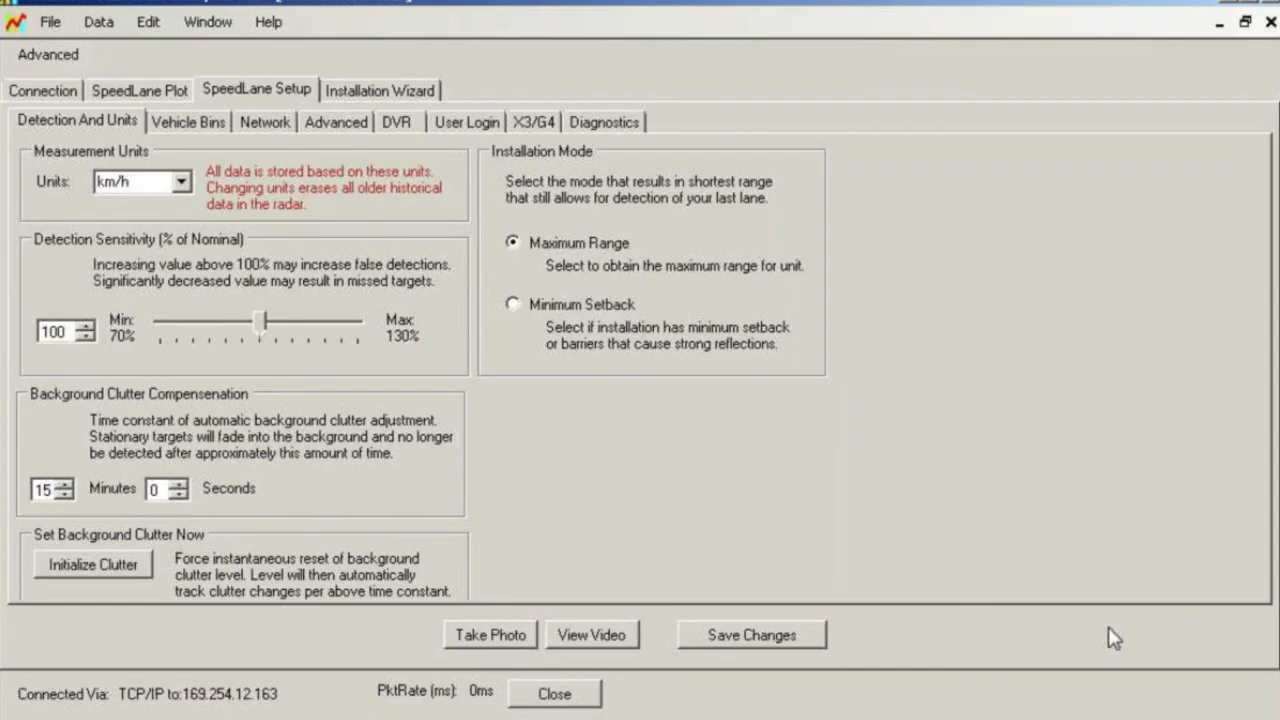 File Data Edit Window Help
Advanced
Connection SpeedLane Plot SpeedLane Setup Installation Wizard
Detection And Units Vehicle Bins Network Advanced DVR User Login X3/G4 Diagnostics
Measurement Units
Units: km/h
All data is stored based on these units.
Changing units erases all older historical
data in the radar.
Detection Sensitivity (% of Nominal)
Increasing value above 100% may increase false detections.
Significantly decreased value may result in missed targets.
100
Min:
70%
Max:
130%
Background Clutter Compensenation
Time constant of automatic background clutter adjustment.
Stationary targets will fade into the background and no longer
be detected after approximately this amount of time.
15 Minutes 0 Seconds
Set Background Clutter Now
Initialize Clutter
Force instantaneous reset of background
clutter level. Level will then automatically
track clutter changes per above time constant.
Installation Mode
Select the mode that results in shortest range
that still allows for detection of your last lane.
Maximum Range
Select to obtain the maximum range for unit.
Minimum Setback
Select if installation has minimum setback
or barriers that cause strong reflections.
Take Photo View Video Save Changes
Connected Via: TCP/IP to:169.254.12.163 PktRate (ms): 0ms Close